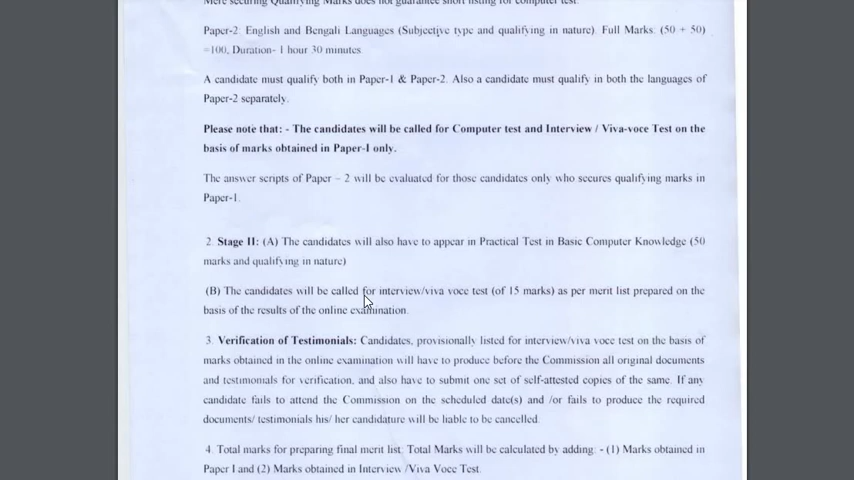 Mere securing Qualifying Marks does not guarantee short listing for computer test.
Paper-2: English and Bengali Languages (Subjective type and qualifying in nature). Full Marks: (50 + 50)
=100, Duration- 1 hour 30 minutes.
A candidate must qualify both in Paper-1 & Paper-2. Also a candidate must qualify in both the languages of
Paper-2 separately.
Please note that: - The candidates will be called for Computer test and Interview / Viva-voce Test on the
basis of marks obtained in Paper-I only.
The answer scripts of Paper – 2 will be evaluated for those candidates only who secures qualifying marks in
Paper-1.
2. Stage II: (A) The candidates will also have to appear in Practical Test in Basic Computer Knowledge (50
marks and qualifying in nature)
(B) The candidates will be called for interview/viva voce test (of 15 marks) as per merit list prepared on the
basis of the results of the online examination.
3. Verification of Testimonials: Candidates, provisionally listed for interview/viva voce test on the basis of
marks obtained in the online examination will have to produce before the Commission all original documents
and testimonials for verification, and also have to submit one set of self-attested copies of the same. If any
candidate fails to attend the Commission on the scheduled date(s) and /or fails to produce the required
documents/ testimonials his/ her candidature will be liable to be cancelled.
4. Total marks for preparing final merit list: Total Marks will be calculated by adding: - (1) Marks obtained in
Paper I and (2) Marks obtained in Interview /Viva Voce Test.